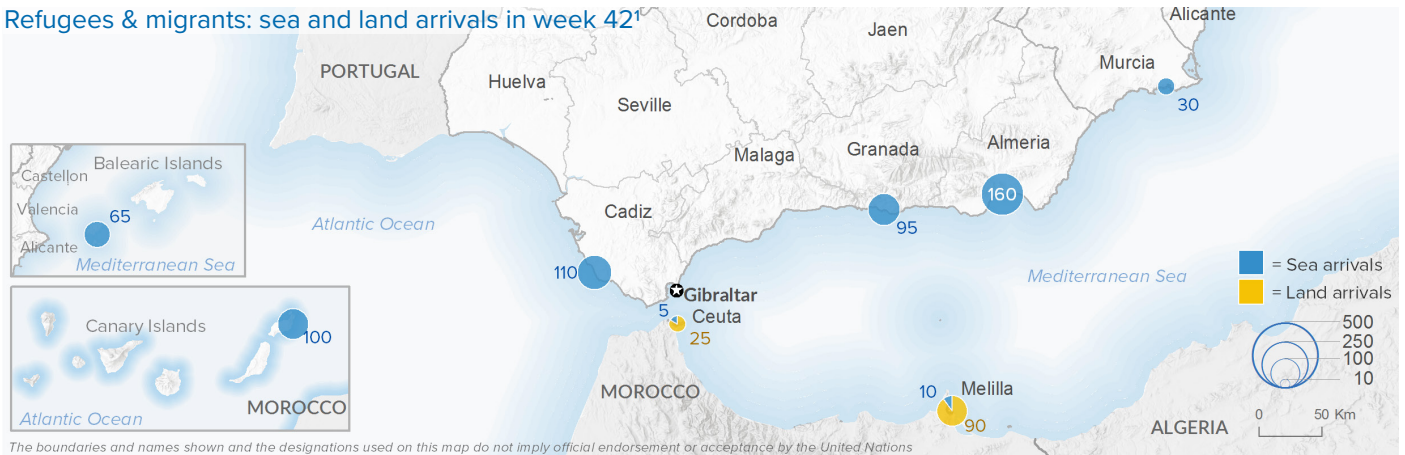 Refugees & migrants: sea and land arrivals in week 42¹
Cordoba
Alicante
Jaen
PORTUGAL
Huelva
Murcia
30
Seville
Almeria
Malaga
Granada
Balearic Islands
Castellon
Valencia
65
Alicante
Mediterranean Sea
160
Cadiz
95
Atlantic Ocean
110
Mediterranean Sea
= Sea arrivals
= Land arrivals
Gibraltar
5
Ceuta
25
Canary Islands
100
MOROCCO
Atlantic Ocean
MOROCCO
10
Melilla
90
500
250
100
10
0
50 Km
ALGERIA
The boundaries and names shown and the designations used on this map do not imply official endorsement or acceptance by the United Nations